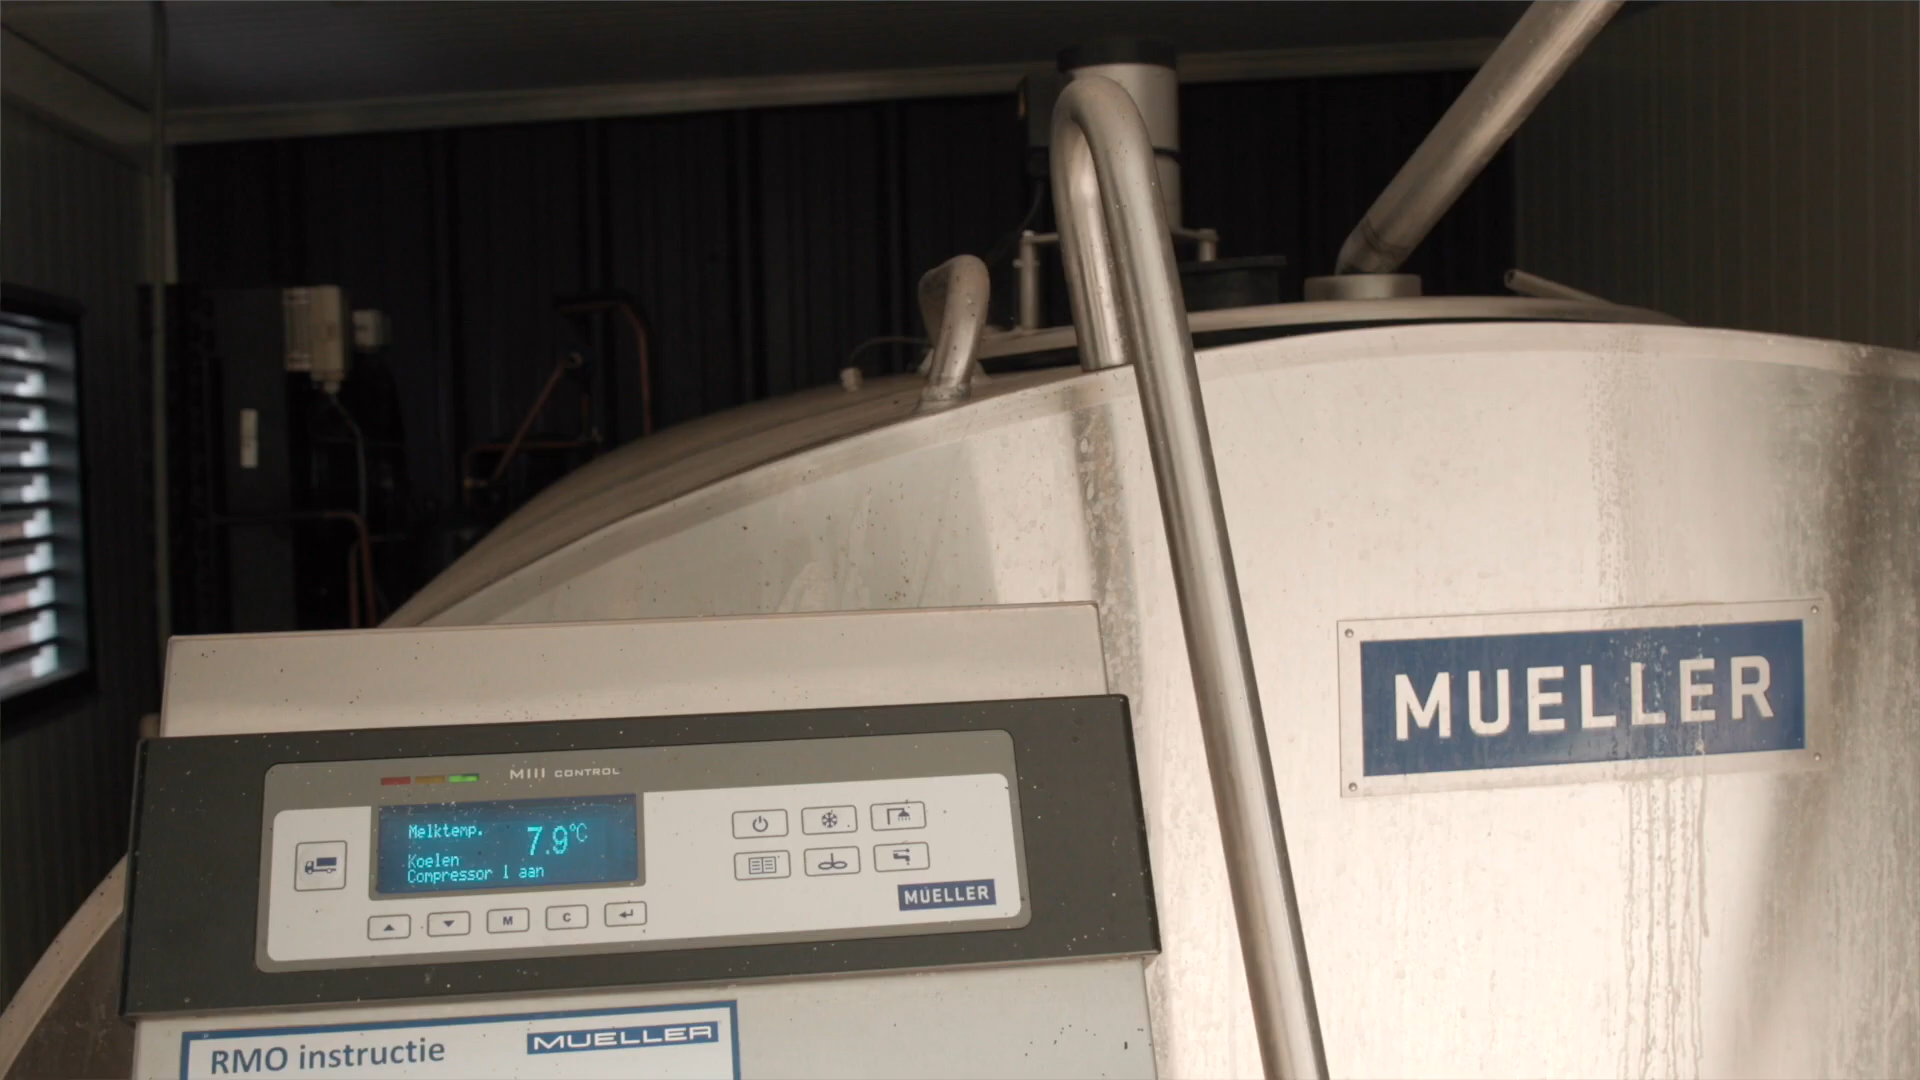 MUELLER
MIII CONTROL
Melktemp. 7.9°C
Koelen
Compressor 1 aan
M C
MUELLER
RMO instructie MUELLER